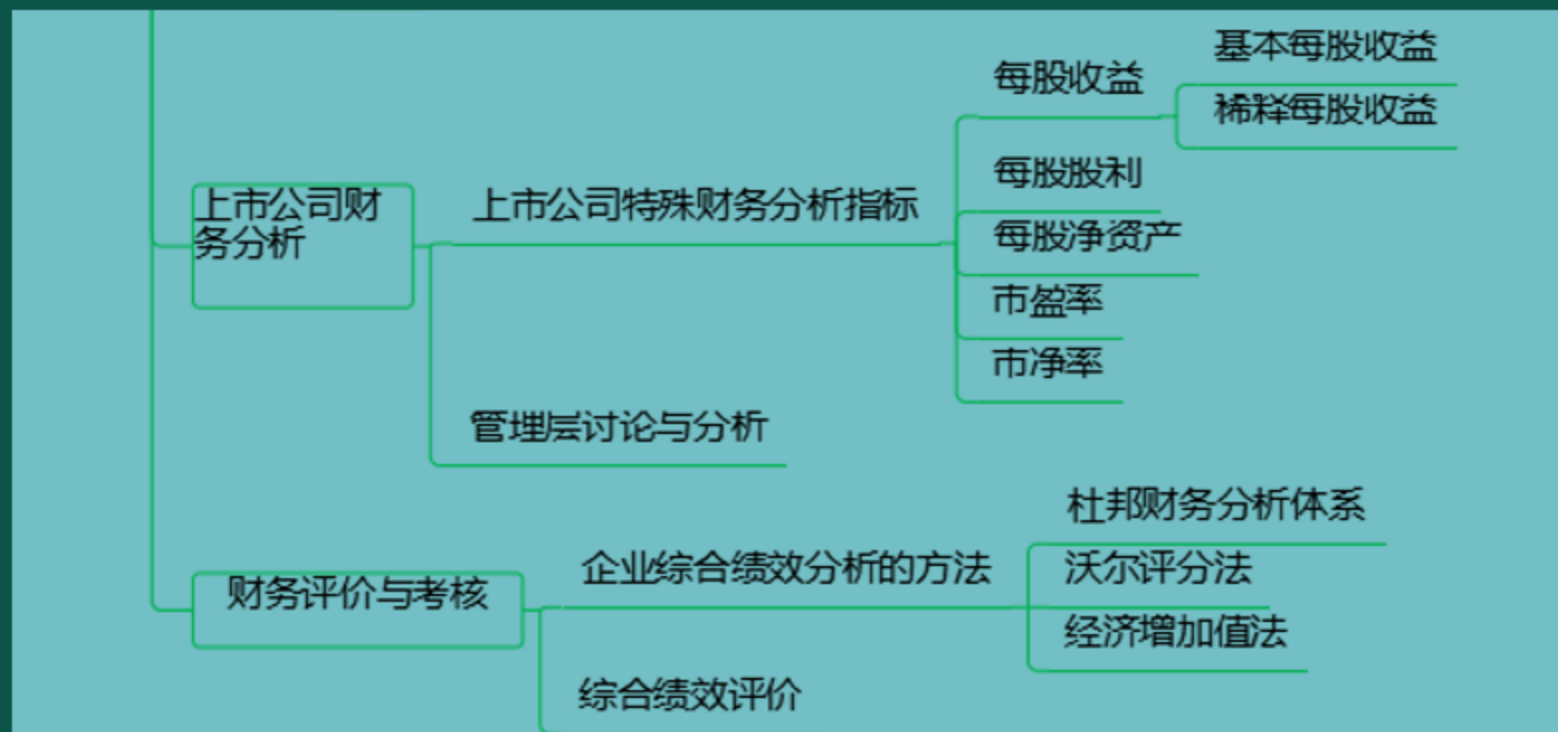 基本每股收益
每股收益
稀释每股收益
每股股利
上市公司财
务分析
上市公司特殊财务分析指标
每股净资产
市盈率
市净率
管理层讨论与分析
杜邦财务分析体系
企业综合绩效分析的方法
沃尔评分法
财务评价与考核
经济增加值法
综合绩效评价